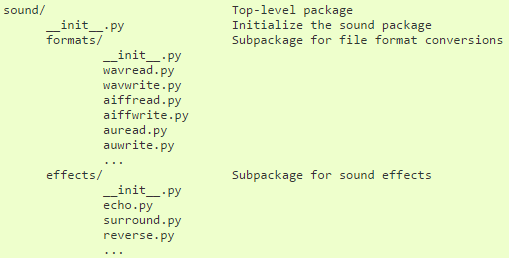 sound/                          Top-level package
      __init__.py               Initialize the sound package
      formats/                  Subpackage for file format conversions
              __init__.py
              wavread.py
              wavwrite.py
              aiffread.py
              aiffwrite.py
              auread.py
              auwrite.py
              ...
      effects/                  Subpackage for sound effects
              __init__.py
              echo.py
              surround.py
              reverse.py
              ...